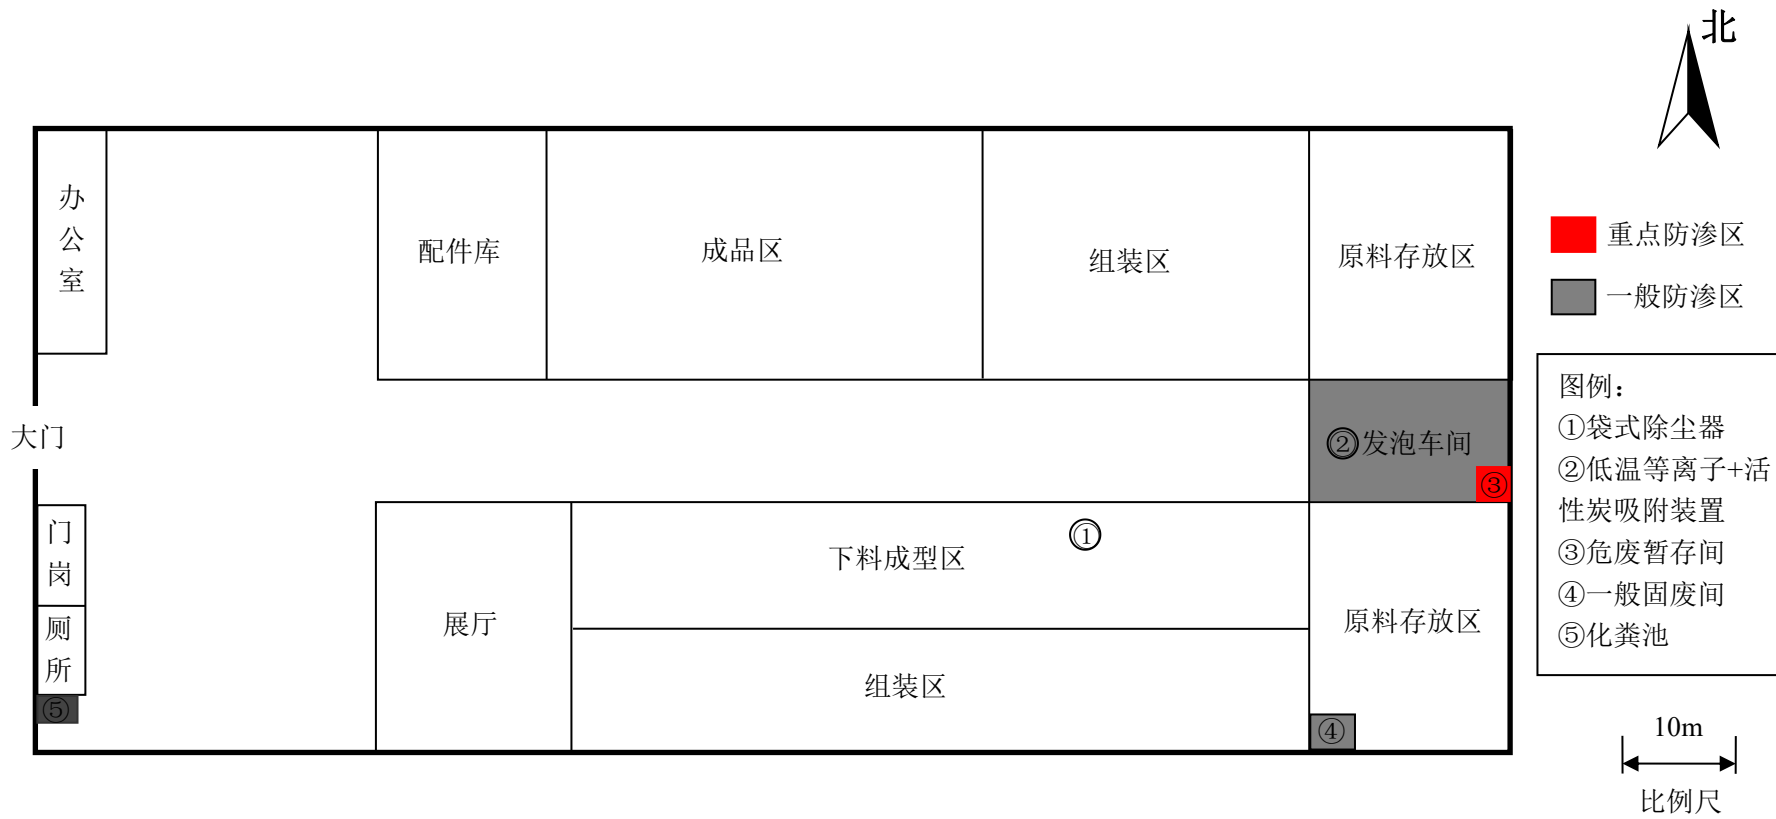 北
办
公
室
配件库
成品区
组装区
原料存放区
重点防渗区
一般防渗区
大门
②发泡车间
③
图例：
①袋式除尘器
②低温等离子+活
性炭吸附装置
③危废暂存间
④一般固废间
⑤化粪池
门
岗
厕
所
⑤
展厅
下料成型区
①
组装区
原料存放区
④
10m
比例尺